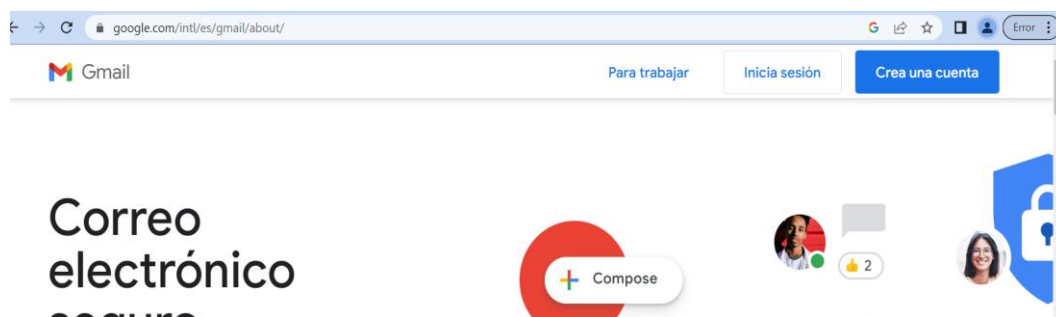 google.com/intl/es/gmail/about/
Error
Gmail
Para trabajar
Inicia sesión
Crea una cuenta
Correo
electrónico
seguro
Compose
2